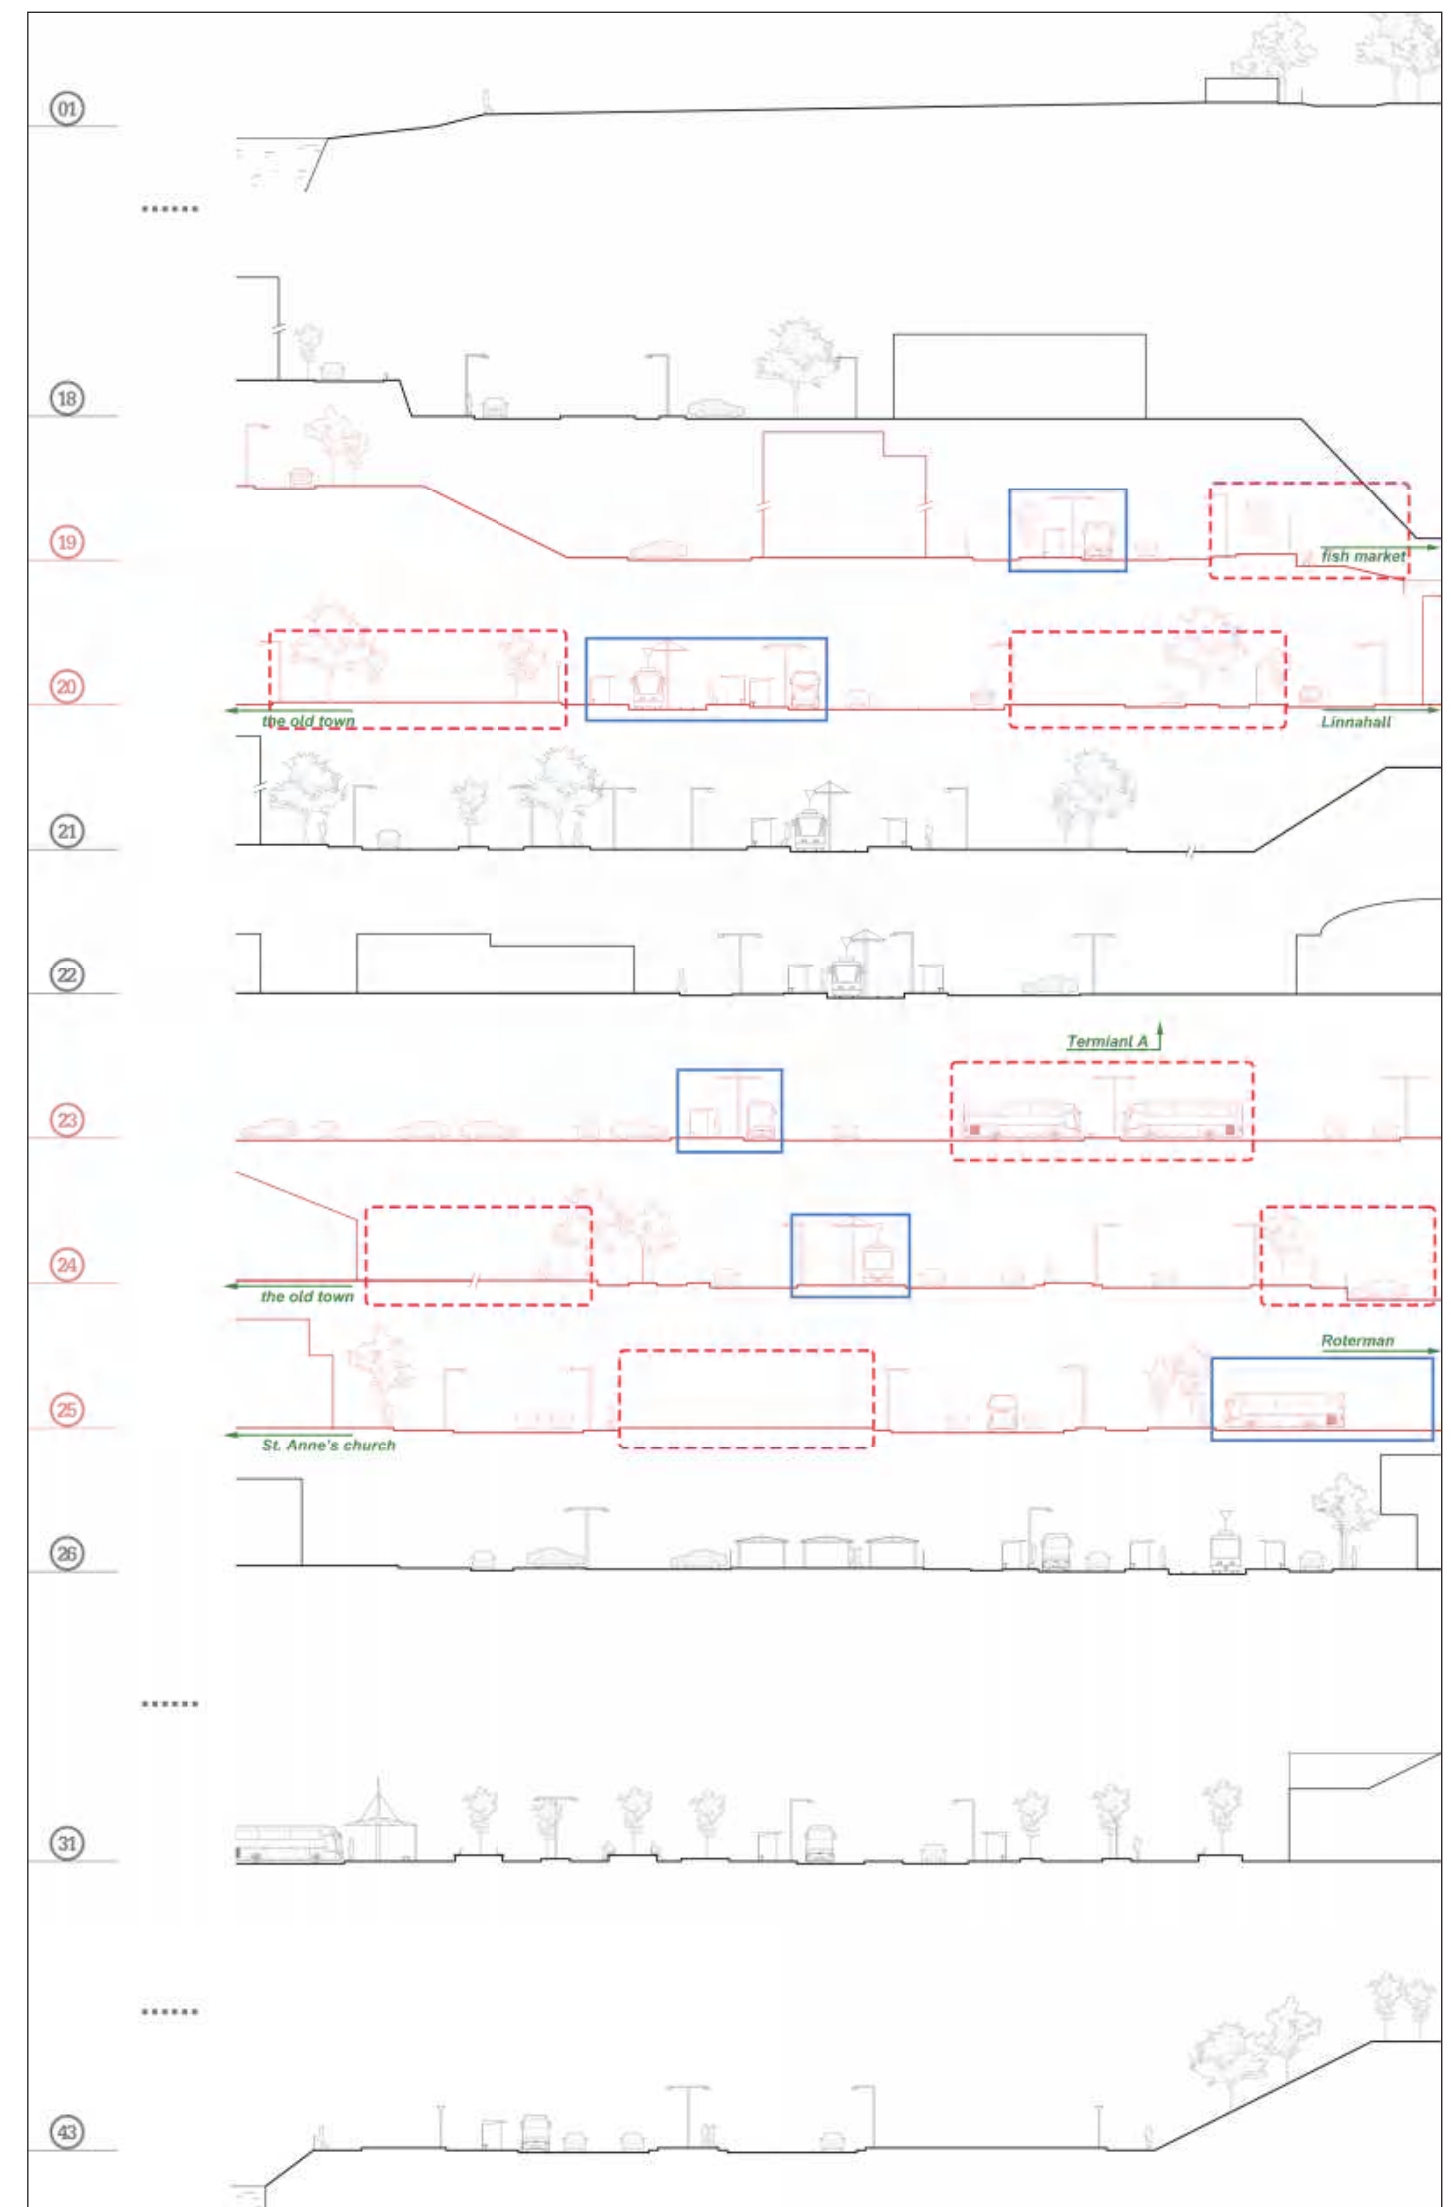 01
......
18
19
fish market
20
the old town
Linnahall
21
22
Termianl A
23
24
the old town
Roterman
25
St. Anne's church
26
......
31
......
43